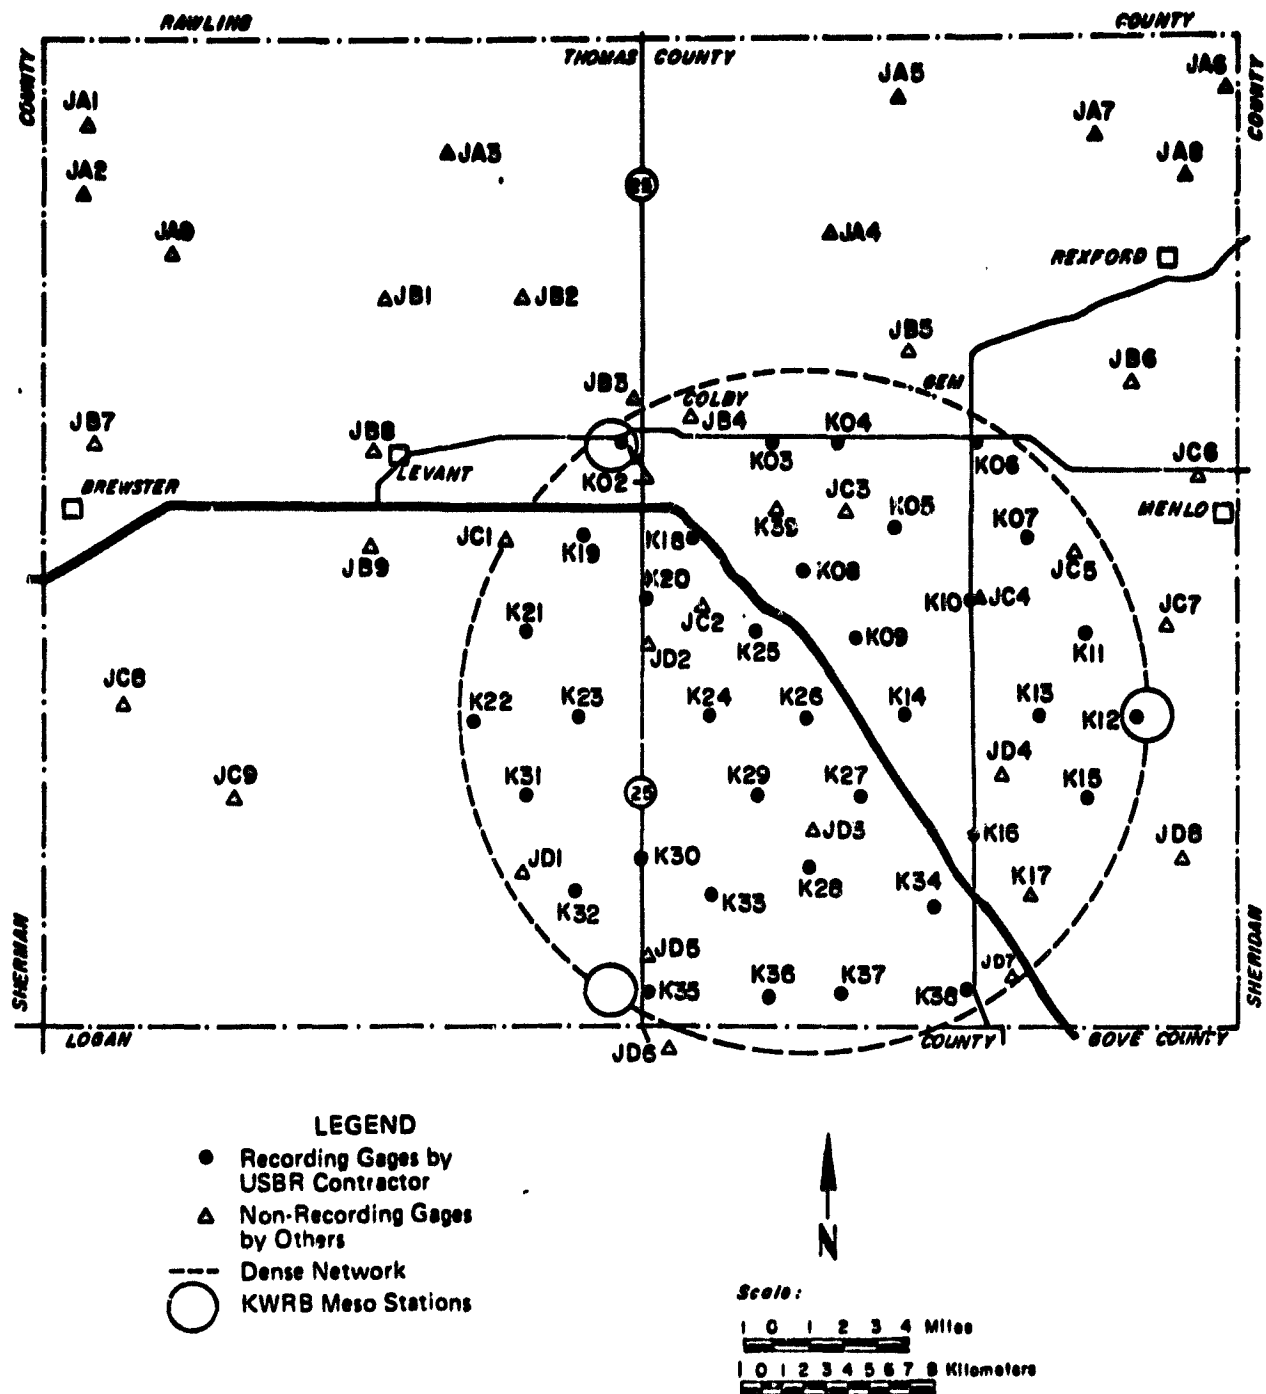 RAWLINS
COUNTY
THOMAS COUNTY
COUNTY
COUNTY
JA1
JA2
JA3
JA5
JA6
JA7
JA8
JA9
25
JA4
REXFORD
JB1
JB2
JB5
JB6
GEM
JB3
COLBY
JB4
K04
JB7
JB8
LEVANT
K02
K03
K06
JC6
BREWSTER
MENLO
JC3
K05
K39
K07
JC1
K19
K18
JB9
JC5
K08
K20
K10
JC4
JC7
K21
JC2
K25
K09
K11
JD2
JC8
K22
K23
K24
K26
K14
K13
K12
JC9
K31
25
K29
K27
JD4
K15
JD3
K16
JD8
JD1
K30
K28
K34
K17
K32
K33
SHERMAN
SHERIDAN
JD5
K35
K36
K37
K38
JD7
LOGAN
COUNTY
GOVE COUNTY
JD6
LEGEND
Recording Gages by
USBR Contractor
Non-Recording Gages
by Others
Dense Network
KWRB Meso Stations
N
Scale:
1 0 1 2 3 4 Miles
1 0 1 2 3 4 5 6 7 8 Kilometers